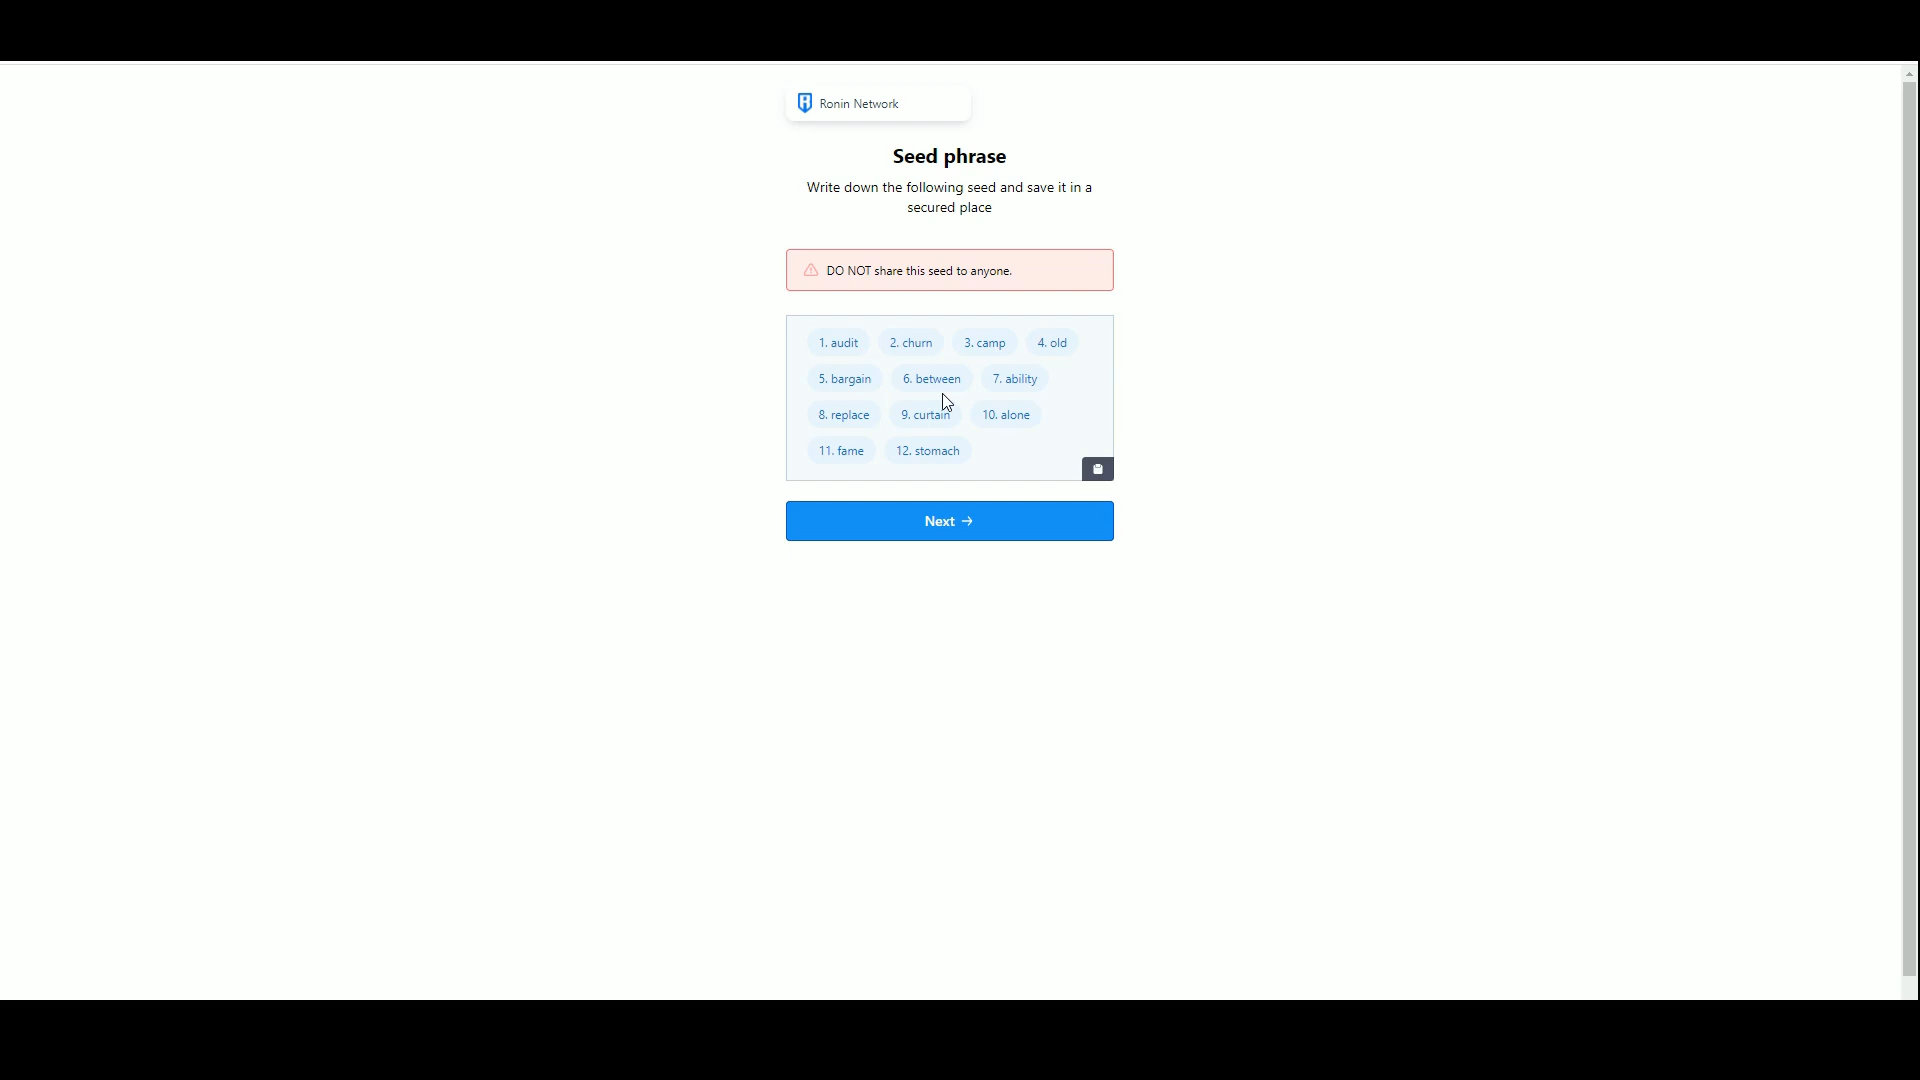 Ronin Network
Seed phrase
Write down the following seed and save it in a
secured place
DO NOT share this seed to anyone.
1. audit 2. churn 3. camp 4. old
5. bargain 6. between 7. ability
8. replace 9. curtain 10. alone
11. fame 12. stomach
Next →